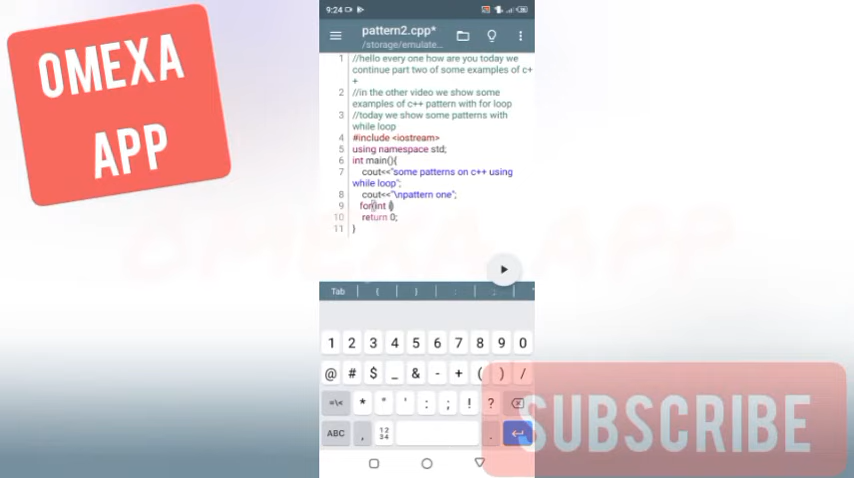 OMEXA
APP
9:24
pattern2.cpp*
/storage/emulate...
1 //hello every one how are you today we
continue part two of some examples of c+
+
2 //in the other video we show some
examples of c++ pattern with for loop
3 //today we show some patterns with
while loop
4 #include <iostream>
5 using namespace std;
6 int main(){
7 cout<<"some patterns on c++ using
while loop";
8 cout<<"\npattern one";
9 for(int
10 return 0;
11 }
OMEXA APP
Tab { } : ; "
1 2 3 4 5 6 7 8 9 0
@ # $ _ & - + ( ) /
=\< * " ' : ; ! ?
ABC , 12 34 .
SUBSCRIBE